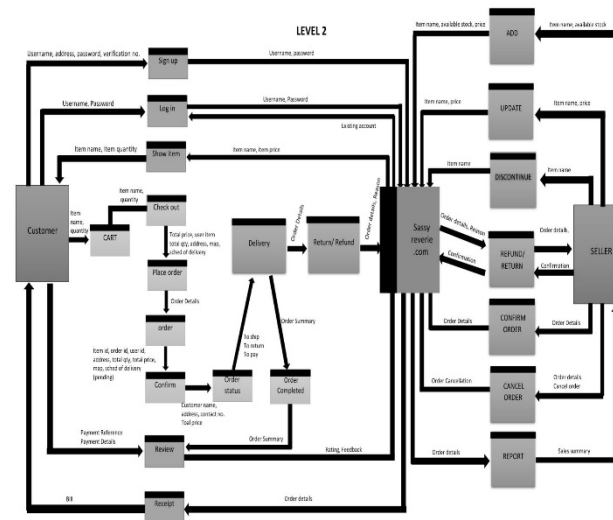 LEVEL 2
Item name, available stock, price
ADD
Item name, available stock
Username, address, password, verification no.
Sign up
Username, password
Username, Password
Log in
Username, Password
Existing account
Item name, price
UPDATE
Item name, price
Item name, Item quantity
Show item
Item name, item price
Item name
DISCONTINUE
Item name
Customer
Item
name,
quantity
CART
Item name,
quantity
Check out
Total price, user item
total qty, address, map,
sched of delivery
Place order
Order Details
order
Item id, order id, user id,
address, total qty, total price,
map, sched of delivery
(pending)
Confirm
Customer name,
address, contact no.
Toal price
Order
status
To ship
To return
To pay
Delivery
Order Details
Return/ Refund
Order details, Reason
Order Summary
Order
Completed
Order Summary
Sassy
reverie
.com
Order details, Reason
Confirmation
REFUND/
RETURN
Order details,
Confirmation
SELLER
Order Details
CONFIRM
ORDER
Order Details
Order Cancellation
CANCEL
ORDER
Order details
Cancel order
Order details
REPORT
Sales summary
Payment Reference
Payment Details
Review
Rating, Feedback
Bill
Receipt
Order details